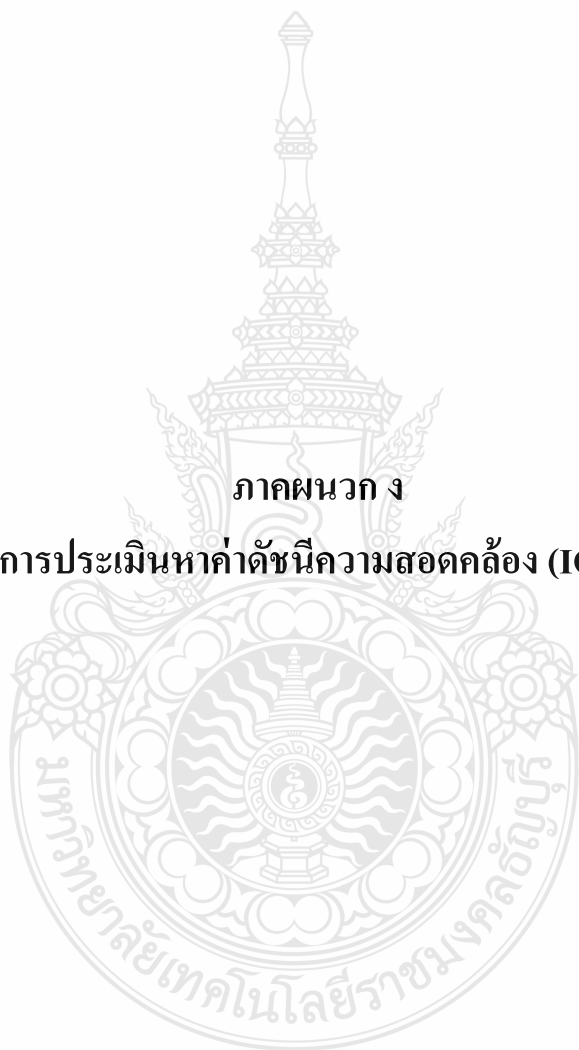 ภาคผนวก ง
การประเมินหาค่าดัชนีความสอดคล้อง (IO
มหาวิทยาลัยเทคโนโลยีราชมงคลธัญบุรี